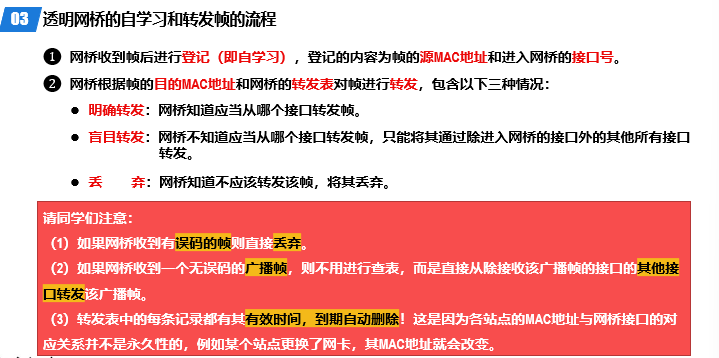 03 透明网桥的自学习和转发帧的流程
❶ 网桥收到帧后进行登记（即自学习），登记的内容为帧的源MAC地址和进入网桥的接口号。
❷ 网桥根据帧的目的MAC地址和网桥的转发表对帧进行转发，包含以下三种情况：
● 明确转发：网桥知道应当从哪个接口转发帧。
● 盲目转发：网桥不知道应当从哪个接口转发帧，只能将其通过除进入网桥的接口外的其他所有接口
转发。
● 丢 弃：网桥知道不应该转发该帧，将其丢弃。
请同学们注意：
（1）如果网桥收到有误码的帧则直接丢弃。
（2）如果网桥收到一个无误码的广播帧，则不用进行查表，而是直接从除接收该广播帧的接口的其他接
口转发该广播帧。
（3）转发表中的每条记录都有其有效时间，到期自动删除！这是因为各站点的MAC地址与网桥接口的对
应关系并不是永久性的，例如某个站点更换了网卡，其MAC地址就会改变。